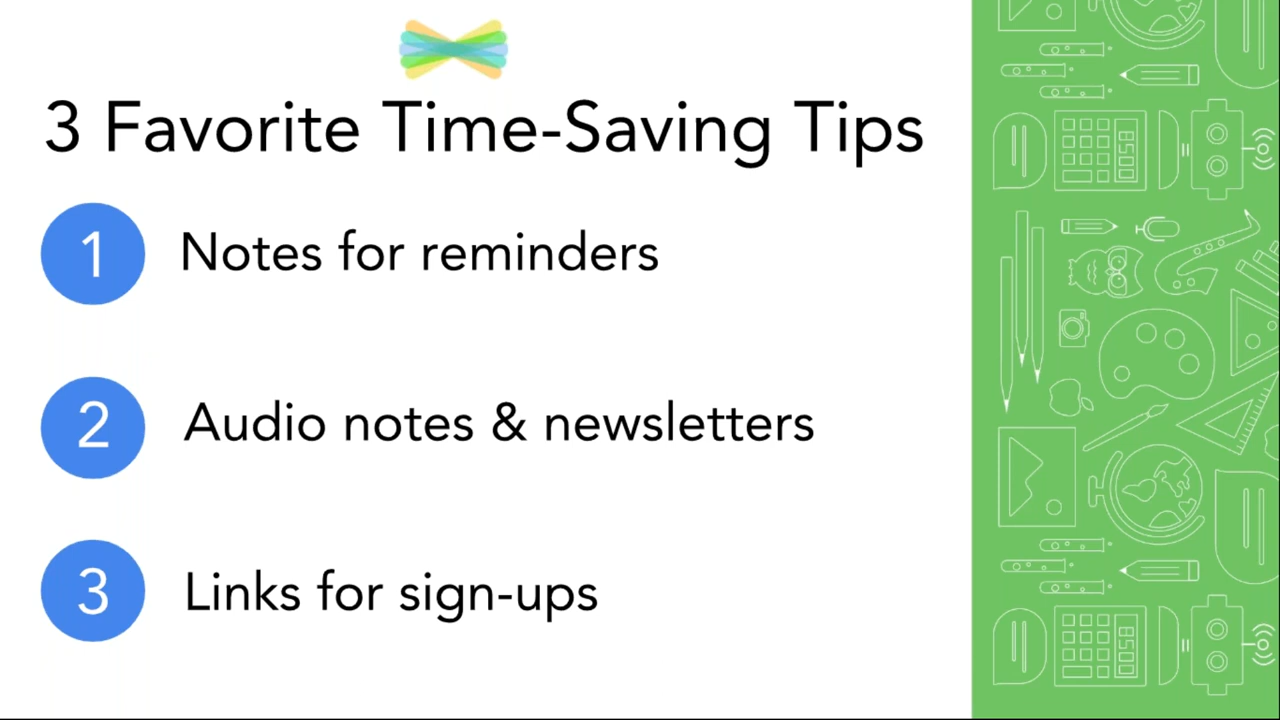 3 Favorite Time-Saving Tips
1 Notes for reminders
2 Audio notes & newsletters
3 Links for sign-ups